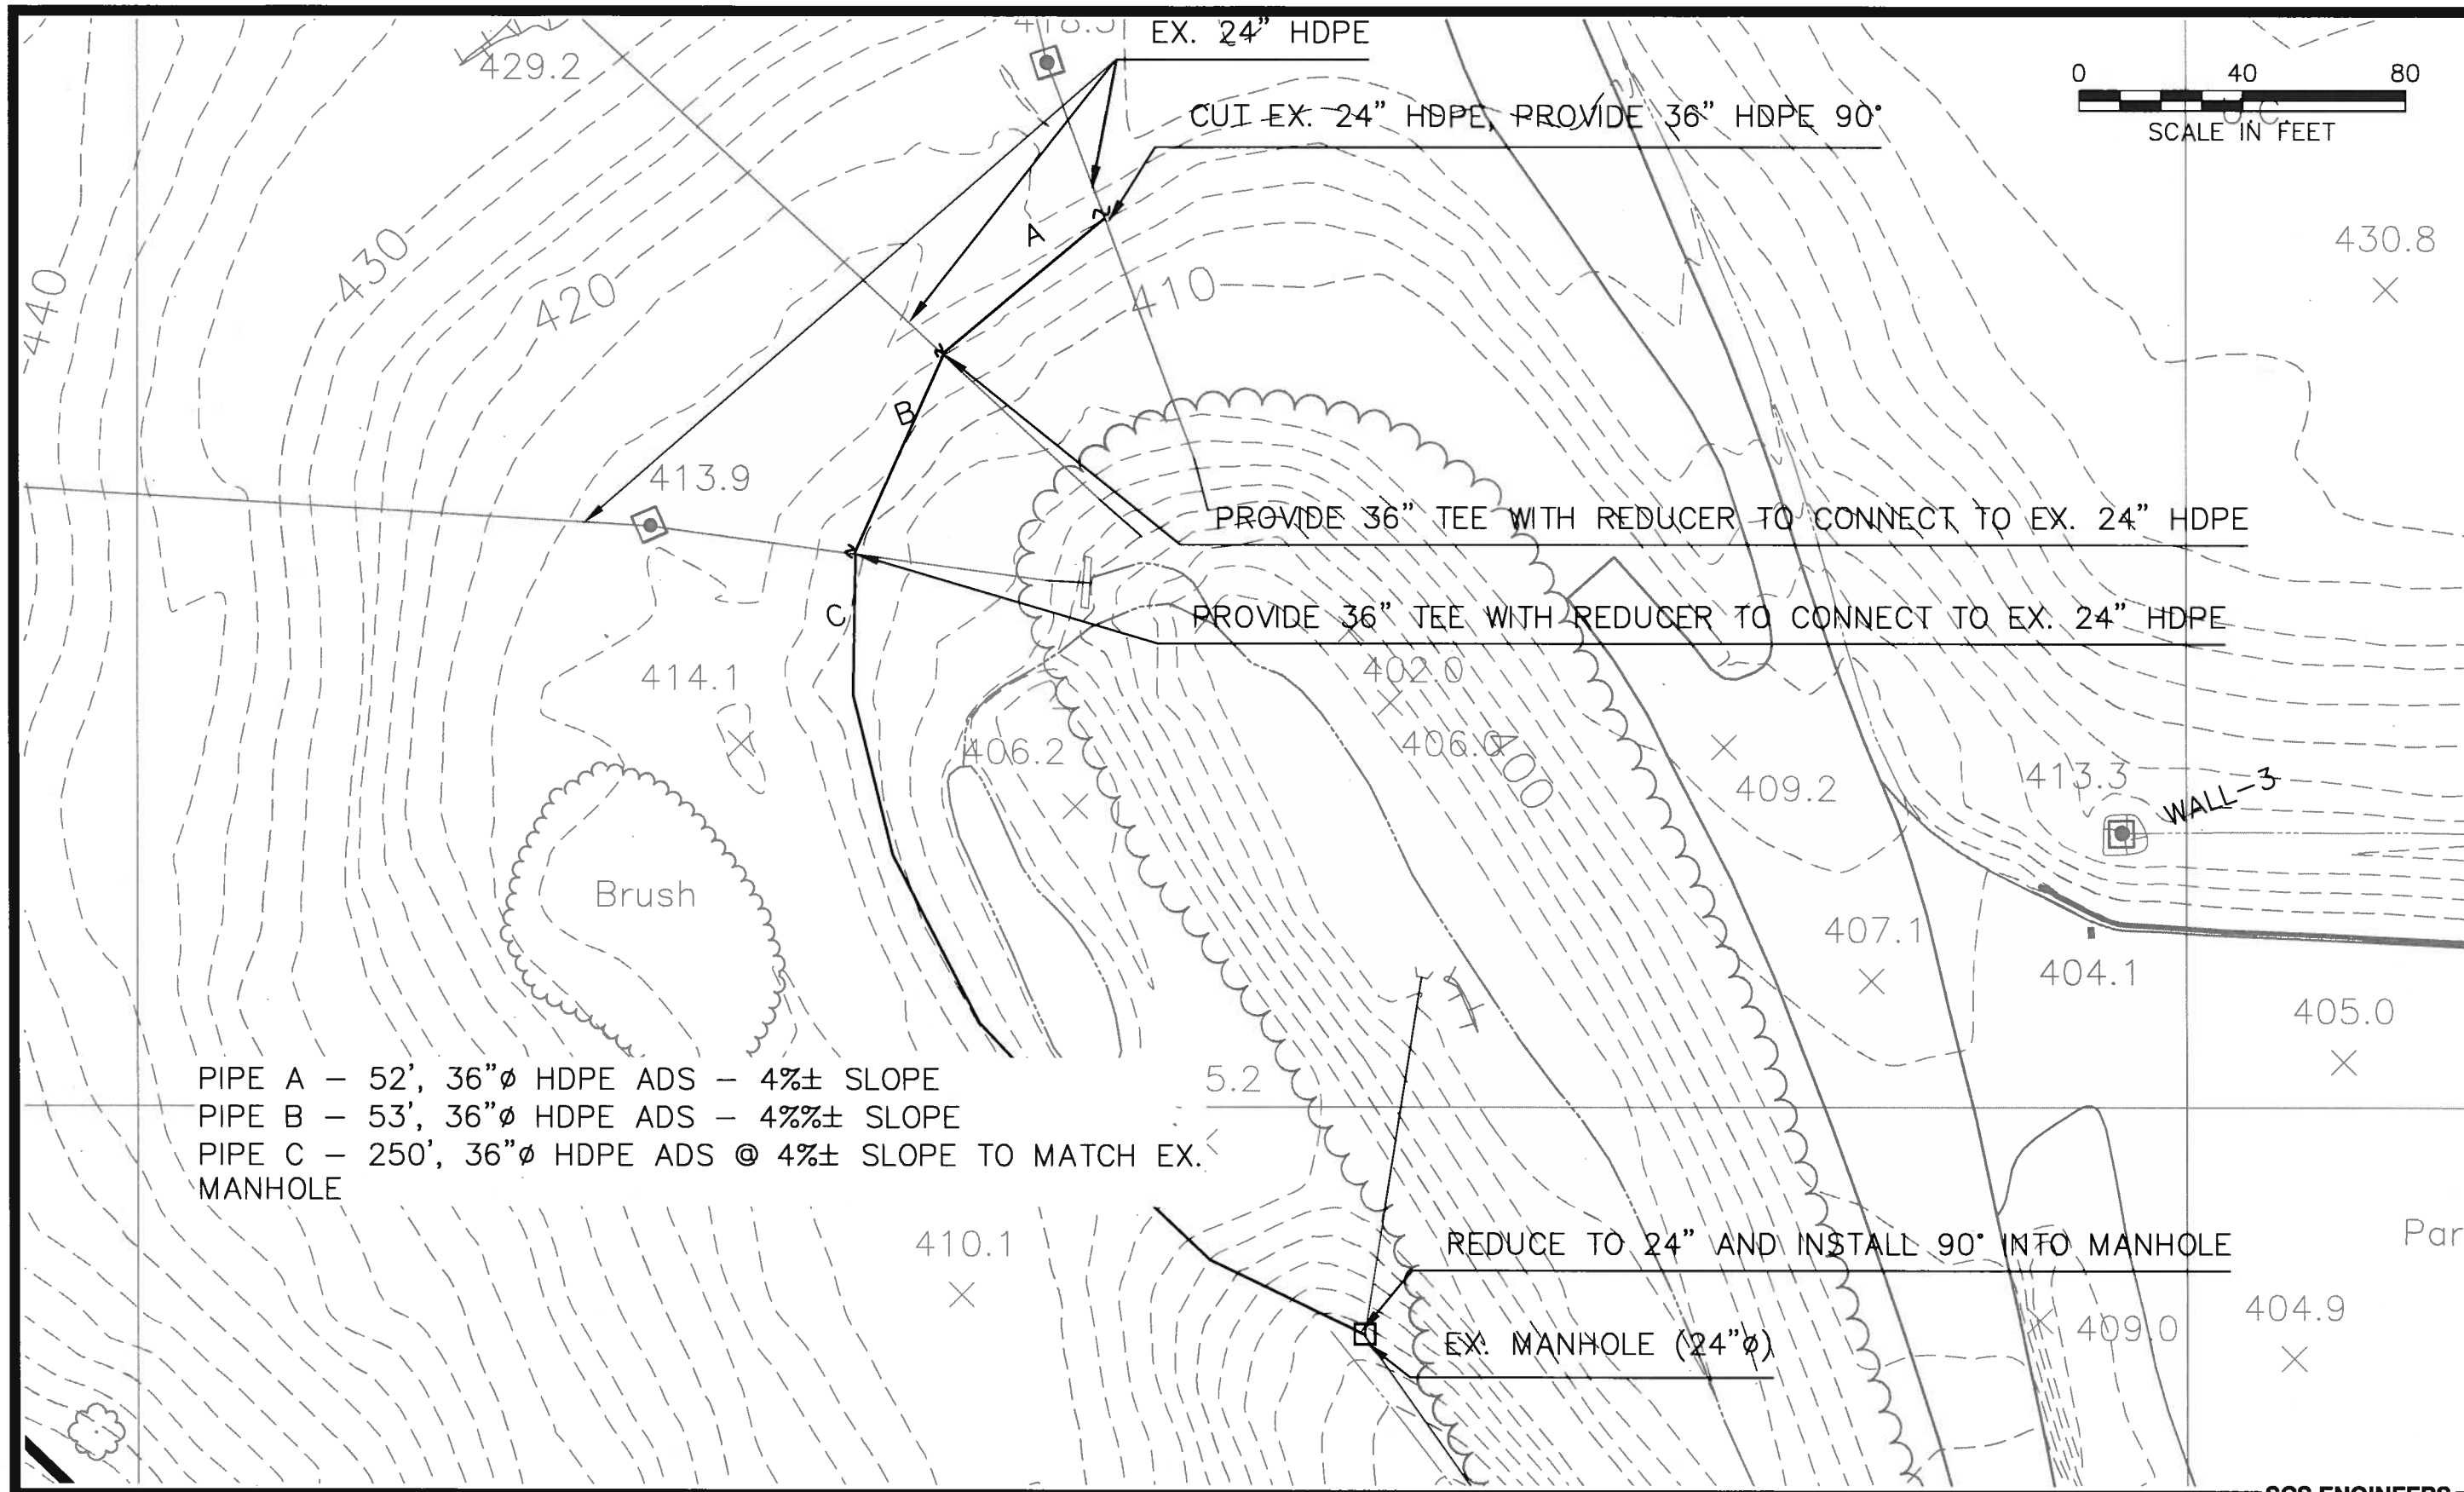 EX. 24" HDPE
429.2
0 40 80
SCALE IN FEET
CUT EX. 24" HDPE, PROVIDE 36" HDPE 90°
A
430.8
430
440
420
410
B
413.9
PROVIDE 36" TEE WITH REDUCER TO CONNECT TO EX. 24" HDPE
C
PROVIDE 36" TEE WITH REDUCER TO CONNECT TO EX. 24" HDPE
414.1
402.0
406.2
406.0
400
409.2
413.3
WALL-3
Brush
407.1
404.1
405.0
PIPE A - 52', 36"ø HDPE ADS - 4%± SLOPE
PIPE B - 53', 36"ø HDPE ADS - 4%%± SLOPE
PIPE C - 250', 36"ø HDPE ADS @ 4%± SLOPE TO MATCH EX.
MANHOLE
5.2
410.1
REDUCE TO 24" AND INSTALL 90° INTO MANHOLE
Par
EX. MANHOLE (24"ø)
409.0
404.9
SCS ENGINEERS